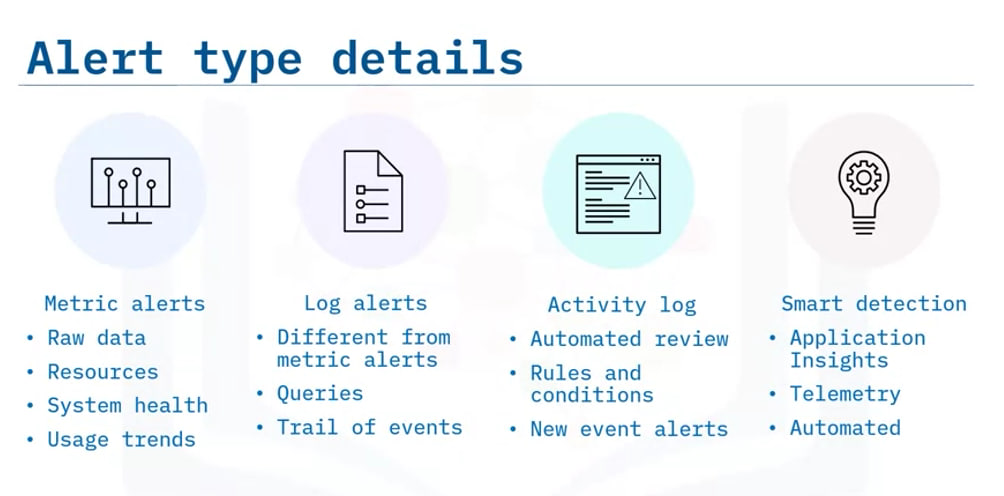 Alert type details
Metric alerts
• Raw data
• Resources
• System health
• Usage trends
Log alerts
• Different from
metric alerts
• Queries
• Trail of events
Activity log
• Automated review
• Rules and
conditions
• New event alerts
Smart detection
• Application
Insights
• Telemetry
• Automated